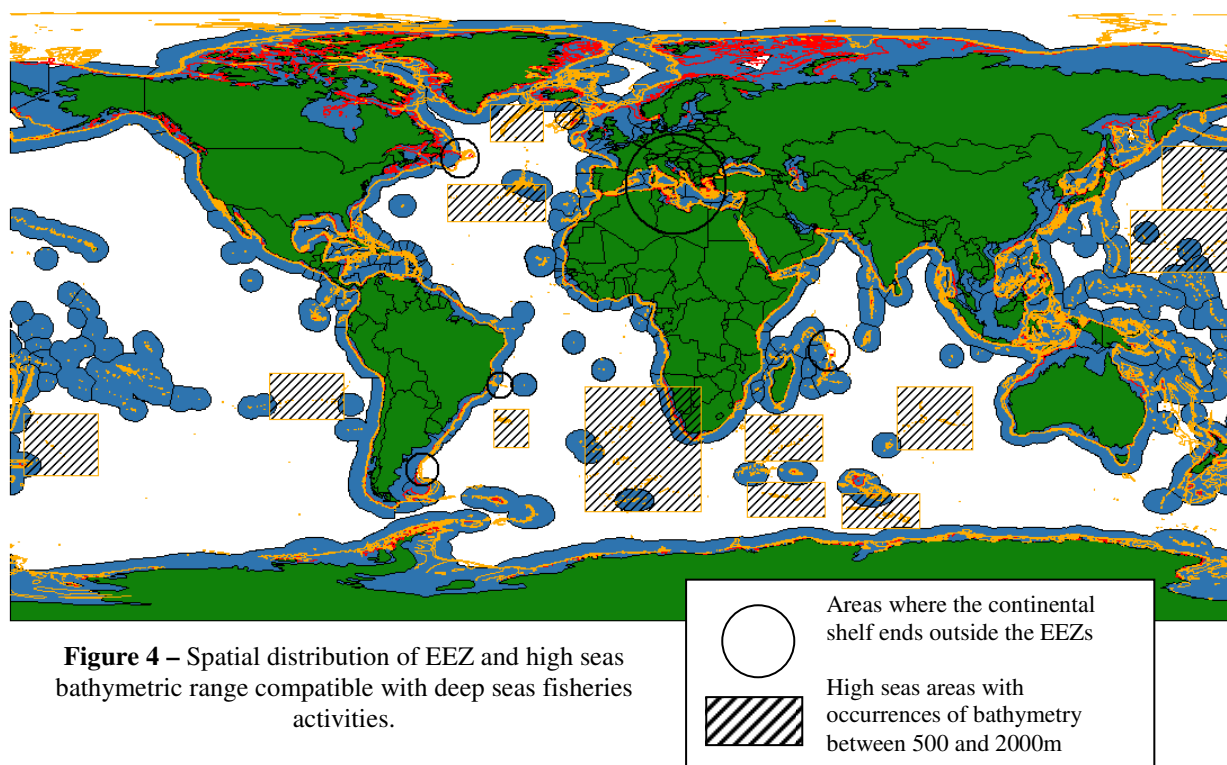 Figure 4 – Spatial distribution of EEZ and high seas
bathymetric range compatible with deep seas fisheries
activities.
Areas where the continental
shelf ends outside the EEZs
High seas areas with
occurrences of bathymetry
between 500 and 2000m